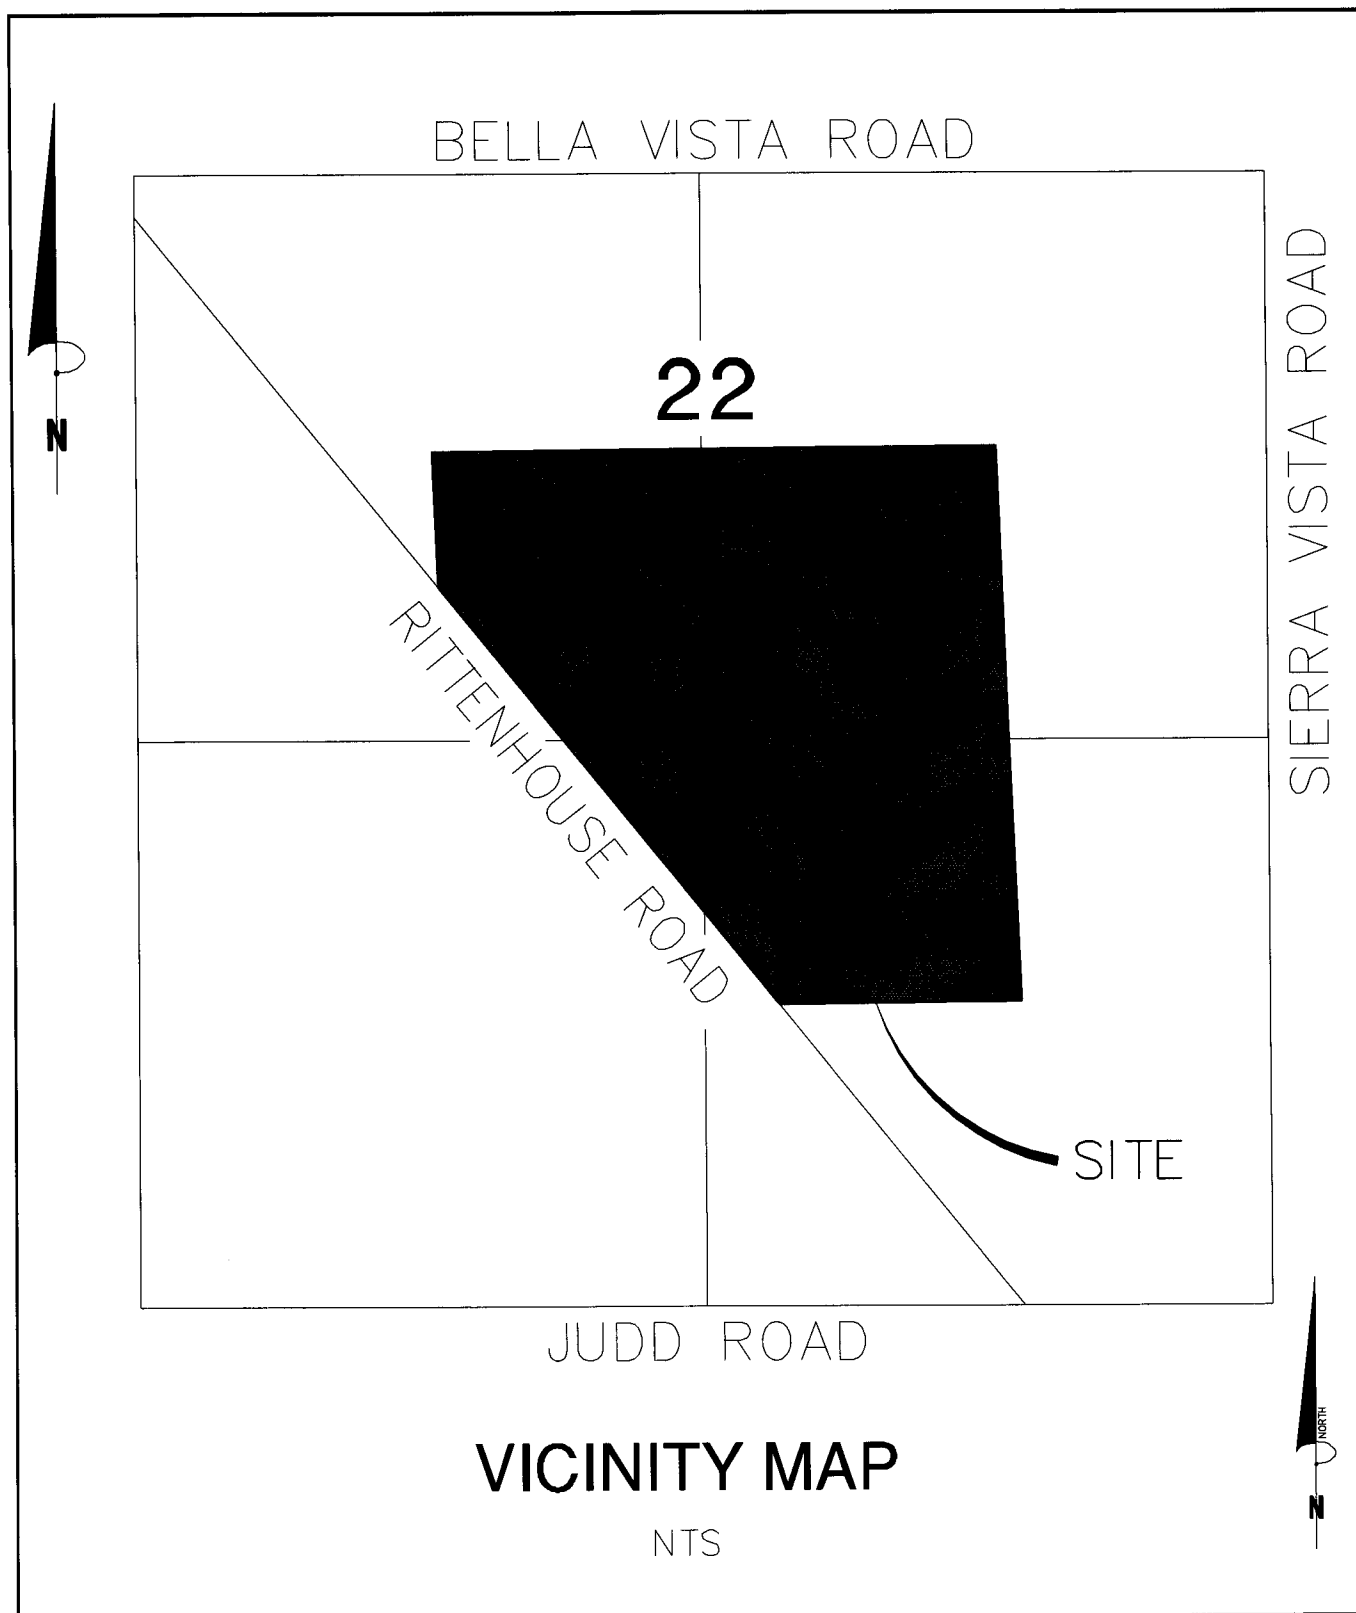 BELLA VISTA ROAD
N
SIERRA VISTA ROAD
22
RITTENHOUSE ROAD
SITE
JUDD ROAD
NORTH
N
VICINITY MAP
NTS